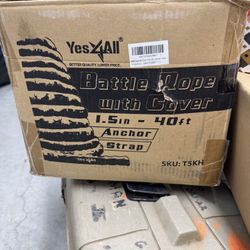 Yes4All
BETTER QUALITY. LOWER PRICE.
Battle Rope
with Cover
1.5in - 40ft
Anchor
Strap
SKU: T5KH